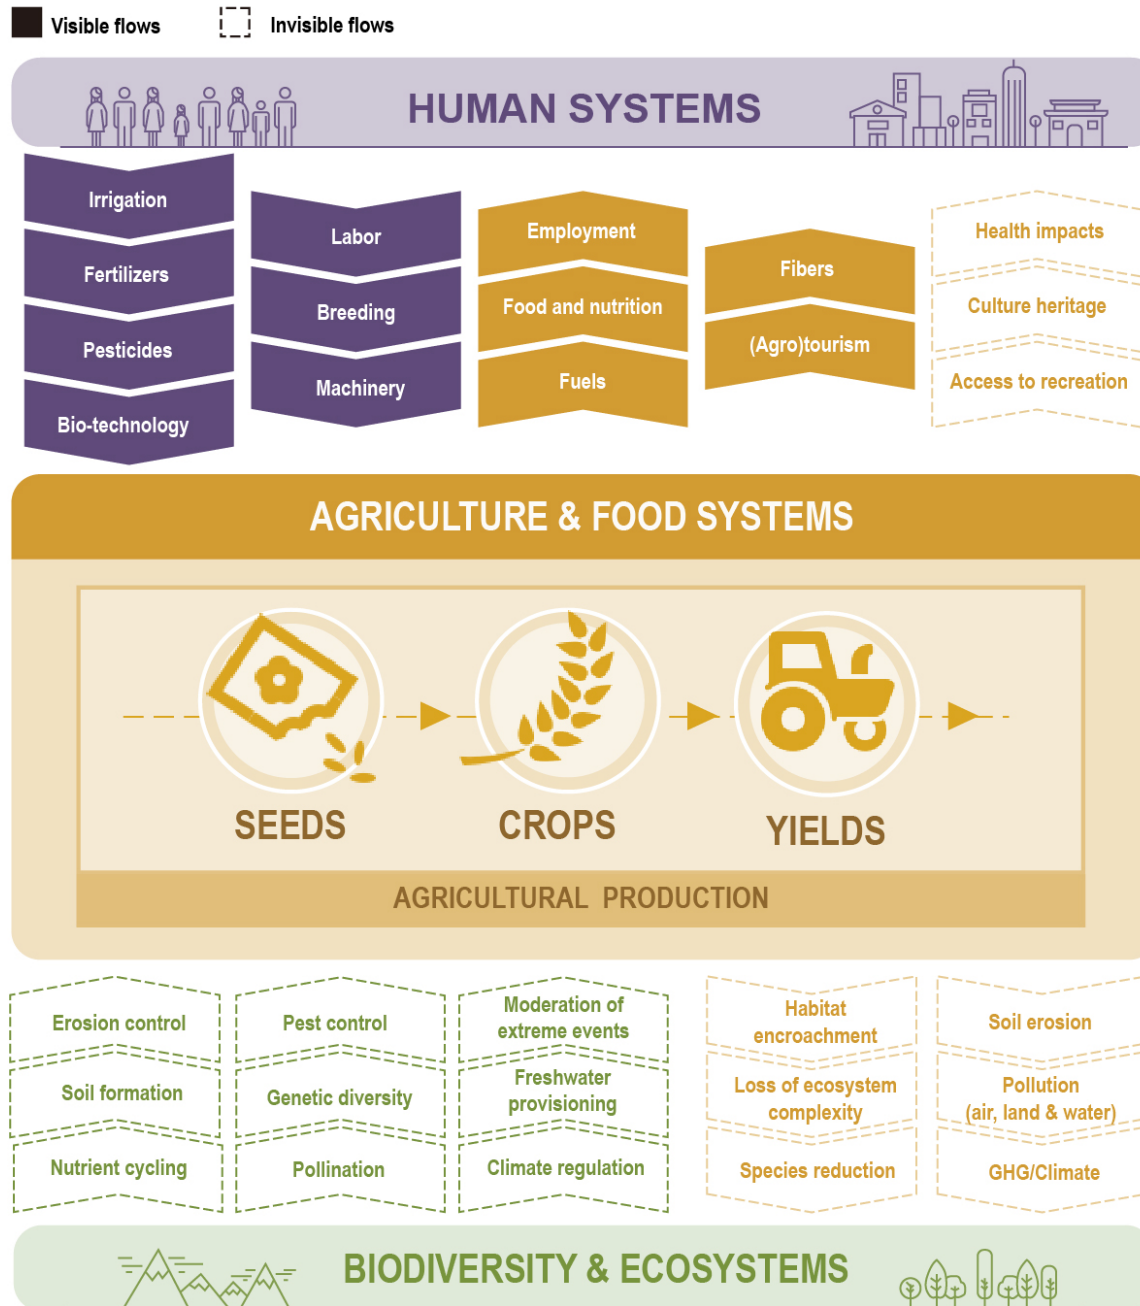 Visible flows
Invisible flows
HUMAN SYSTEMS
Irrigation
Fertilizers
Pesticides
Bio-technology
Labor
Breeding
Machinery
Employment
Food and nutrition
Fuels
Fibers
(Agro)tourism
Health impacts
Culture heritage
Access to recreation
AGRICULTURE & FOOD SYSTEMS
SEEDS
CROPS
YIELDS
AGRICULTURAL PRODUCTION
Erosion control
Soil formation
Nutrient cycling
Pest control
Genetic diversity
Pollination
Moderation of
extreme events
Freshwater
provisioning
Climate regulation
Habitat
encroachment
Loss of ecosystem
complexity
Species reduction
Soil erosion
Pollution
(air, land & water)
GHG/Climate
BIODIVERSITY & ECOSYSTEMS